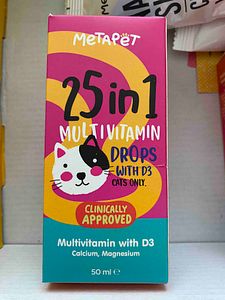 METAPET
25 in 1
MULTIVITAMIN
DROPS
WITH D3
CATS ONLY.
CLINICALLY
APPROVED
Multivitamin with D3
Calcium, Magnesium
50 ml e